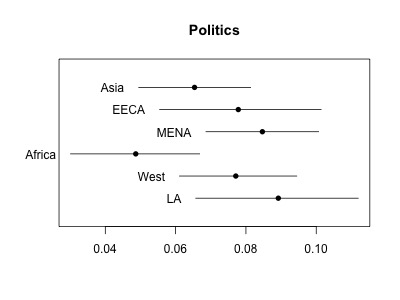 Politics
Asia
EECA
MENA
Africa
West
LA
0.04 0.06 0.08 0.10